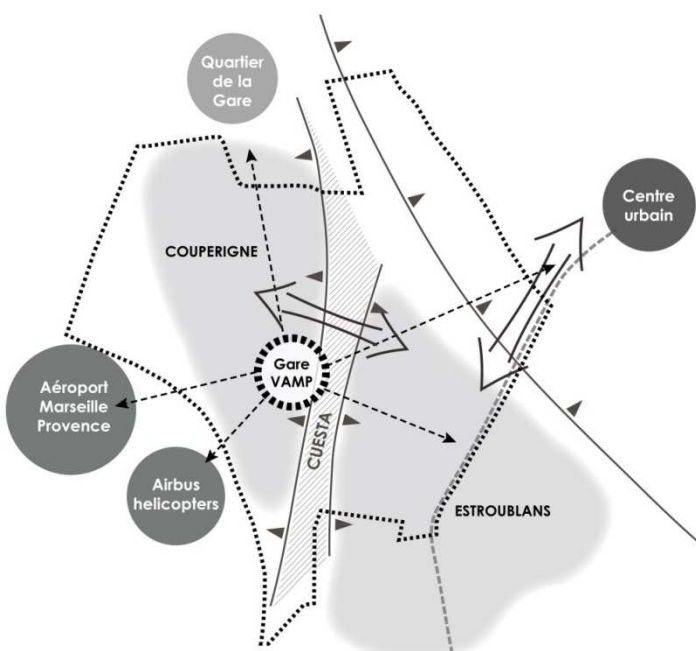 Quartier
de la
Gare
Centre
urbain
COUPERIGNE
Gare
VAMP
Aéroport
Marseille
Provence
CUESTA
Airbus
helicopters
ESTROUBLANS